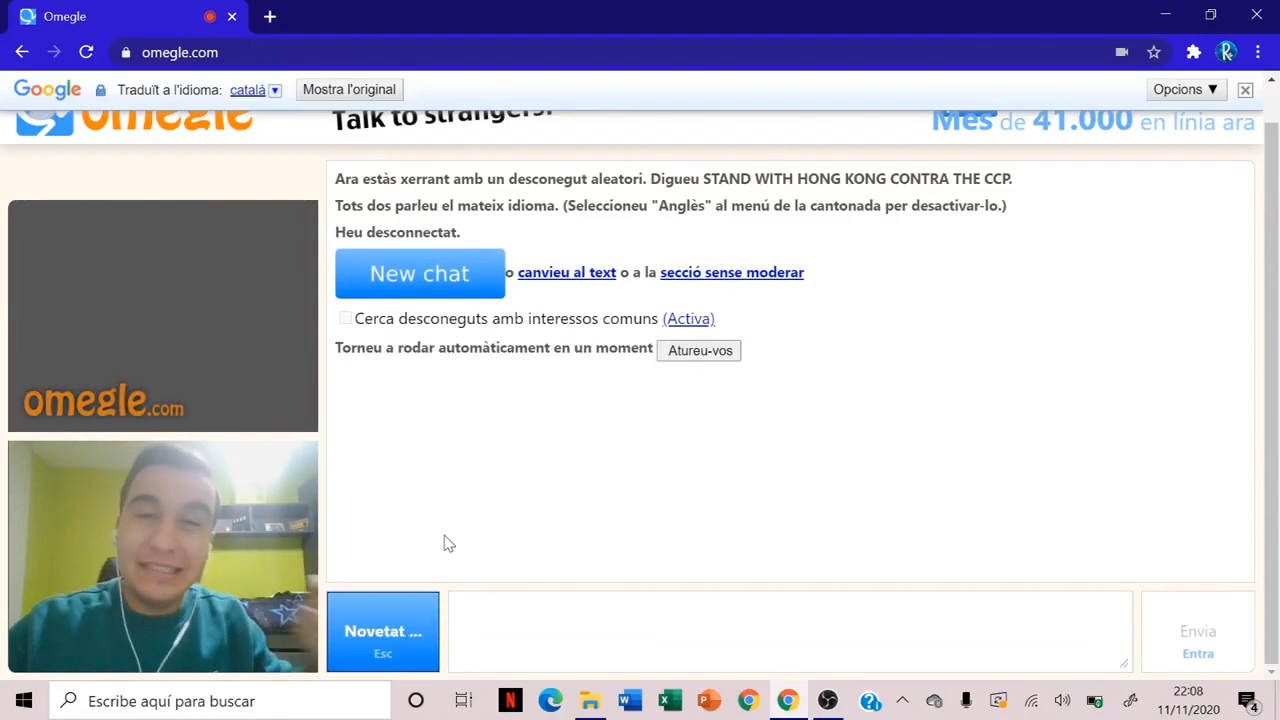 Omegle
omegle.com
Google
Traduït a l'idioma: català
Mostra l'original
Opcions ▼
omegle
Talk to strangers!
Més de 41.000 en línia ara
Ara estàs xerrant amb un desconegut aleatori. Digueu STAND WITH HONG KONG CONTRA THE CCP.
Tots dos parleu el mateix idioma. (Seleccioneu "Anglès" al menú de la cantonada per desactivar-lo.)
Heu desconnectat.
New chat o canvieu al text o a la secció sense moderar
Cerca desconeguts amb interessos comuns (Activa)
Torneu a rodar automàticament en un moment Atureu-vos
omegle.com
Novetat ...
Esc
Envia
Entra
Escribe aquí para buscar
22:08
11/11/2020
4